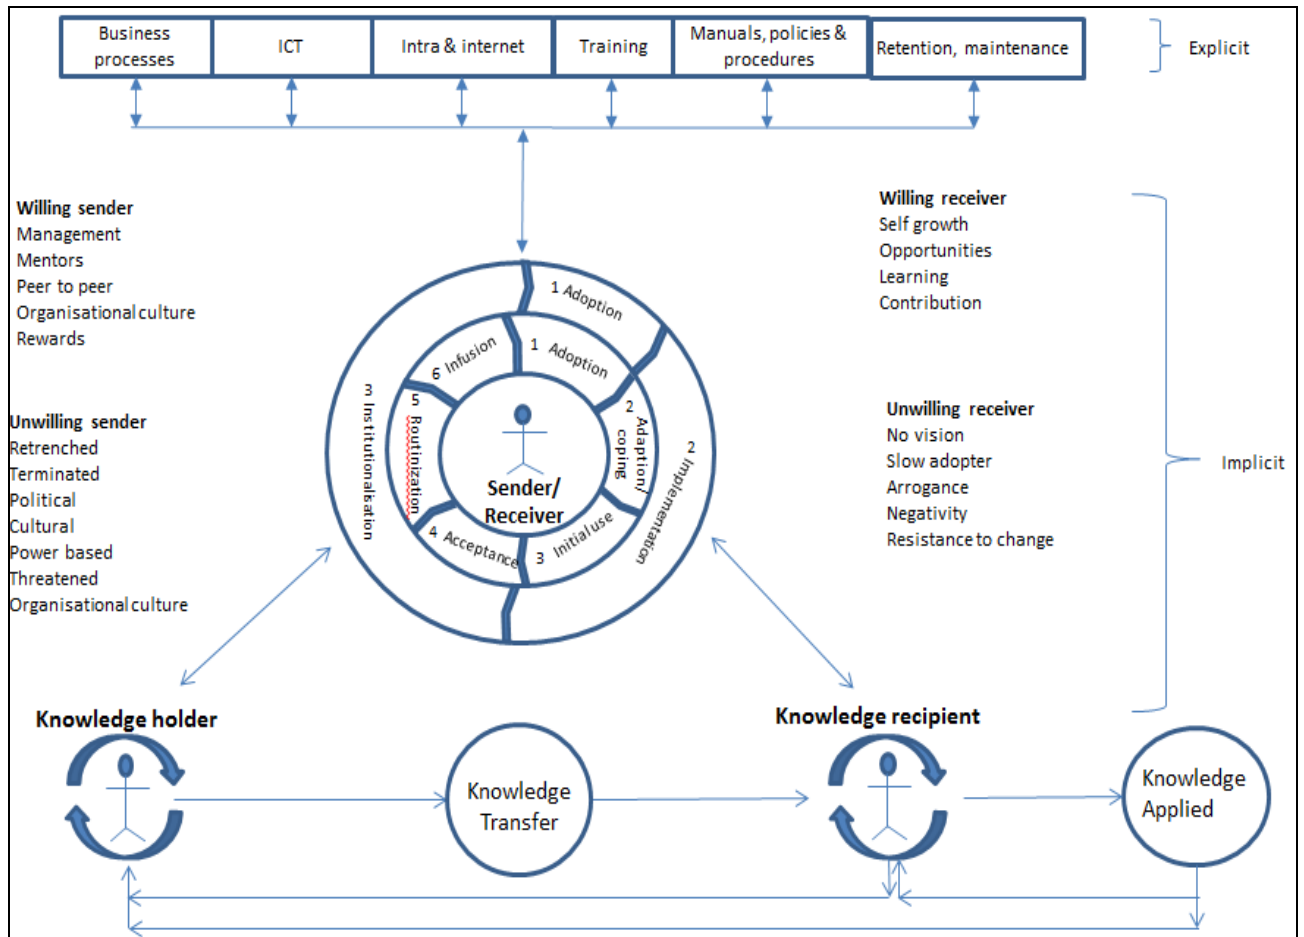 Business
processes
ICT
Intra & internet
Training
Manuals, policies &
procedures
Retention, maintenance
Explicit
Willing sender
Management
Mentors
Peer to peer
Organisational culture
Rewards
Willing receiver
Self growth
Opportunities
Learning
Contribution
Unwilling sender
Retrenched
Terminated
Political
Cultural
Power based
Threatened
Organisational culture
Unwilling receiver
No vision
Slow adopter
Arrogance
Negativity
Resistance to change
Implicit
1 Adoption
2 Implementation
3 Institutionalisation
1 Adoption
2 Adaption/
coping
3 Initial use
4 Acceptance
5 Routinization
6 Infusion
Sender/
Receiver
Knowledge holder
Knowledge
Transfer
Knowledge recipient
Knowledge
Applied